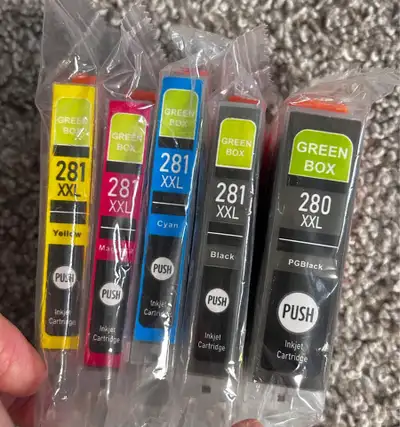 GREEN
BOX
281
XXL
Yellow
PUSH
Inkjet
Cartridge
GREEN
BOX
281
XXL
PUSH
Inkjet
Cartridge
GREEN
BOX
281
XXL
Cyan
PUSH
Inkjet
Cartridge
GREEN
BOX
281
XXL
Black
PUSH
Inkjet
Cartridge
GREEN
BOX
280
XXL
PGBlack
PUSH
Inkjet
Cartridge